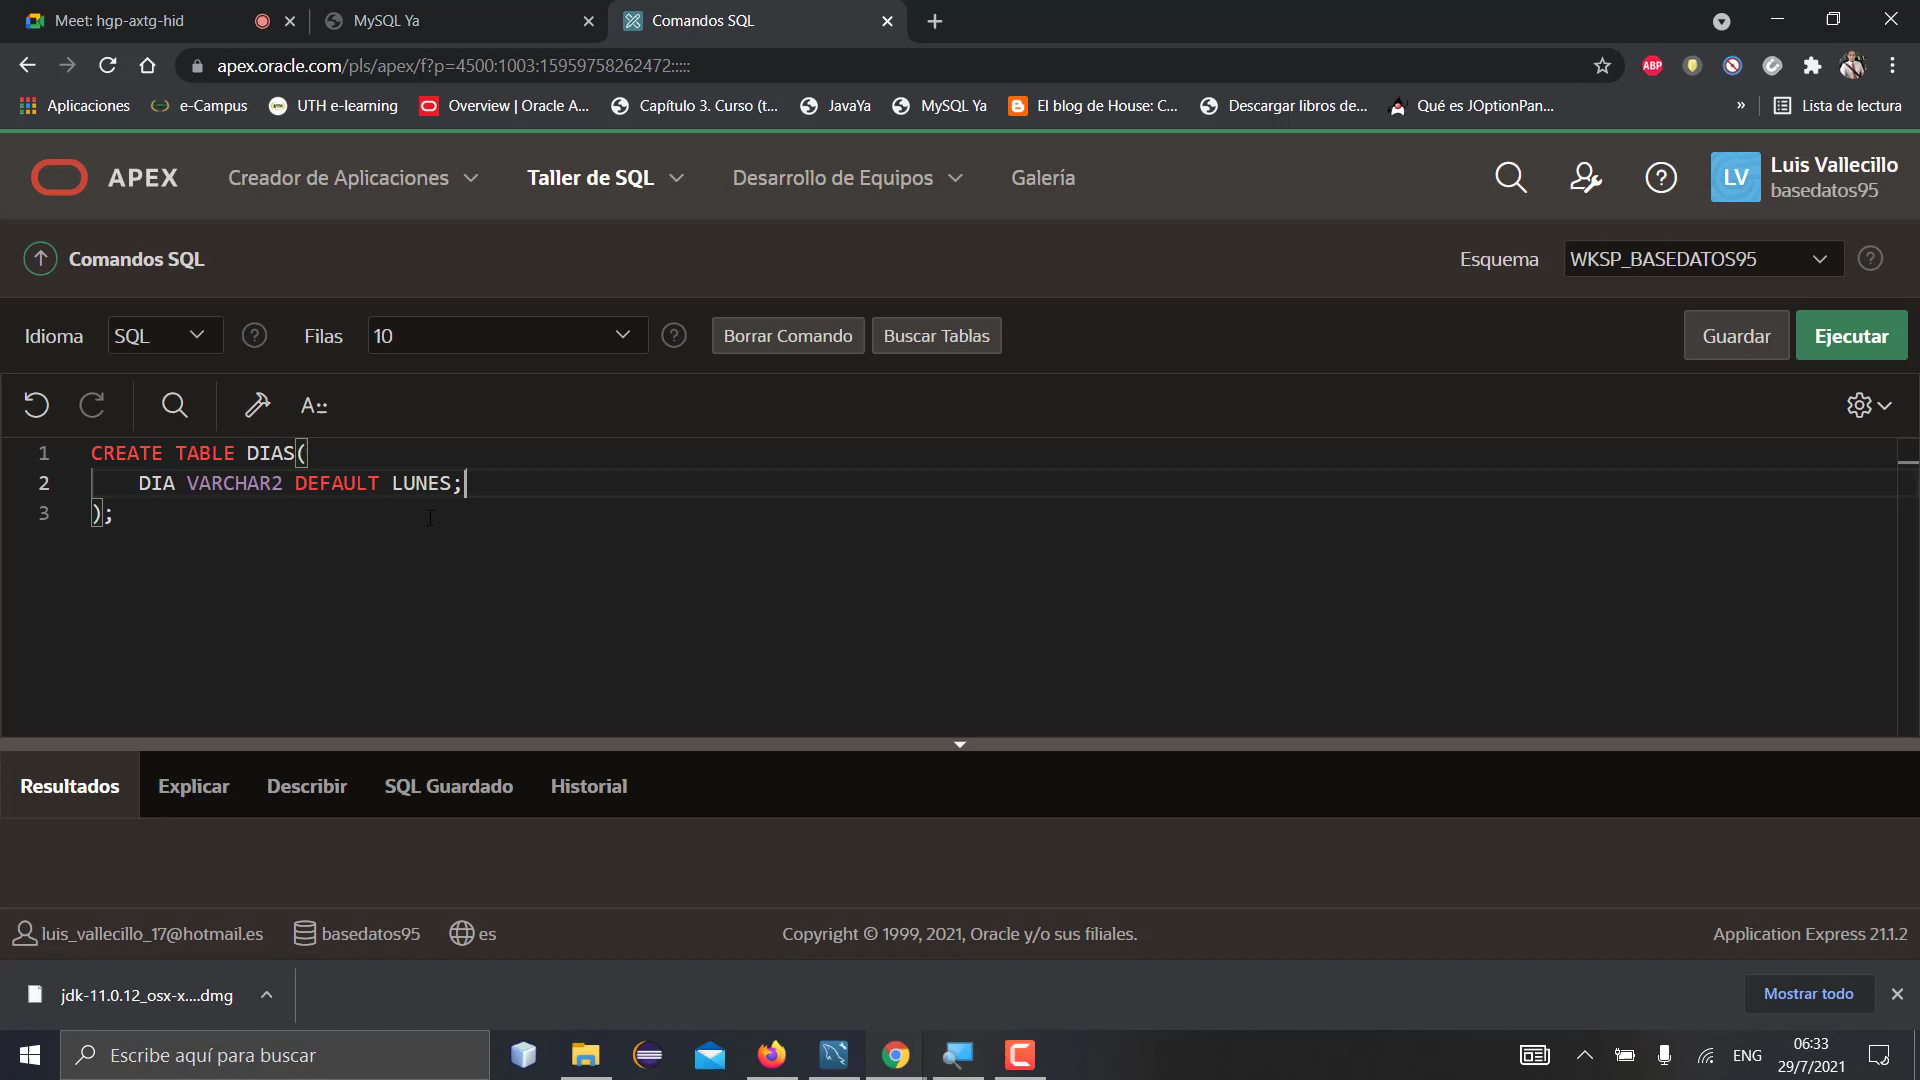 Meet: hgp-axtg-hid
MySQL Ya
Comandos SQL
apex.oracle.com/pls/apex/f?p=4500:1003:15959758262472:::::
ABP
Aplicaciones
e-Campus
UTH e-learning
Overview | Oracle A...
Capítulo 3. Curso (t...
JavaYa
MySQL Ya
El blog de House: C...
Descargar libros de...
Qué es JOptionPan...
»
Lista de lectura
APEX
Creador de Aplicaciones
Taller de SQL
Desarrollo de Equipos
Galería
LV
Luis Vallecillo
basedatos95
Comandos SQL
Esquema
WKSP_BASEDATOS95
Idioma
SQL
Filas
10
Borrar Comando
Buscar Tablas
Guardar
Ejecutar
1 CREATE TABLE DIAS(
2 DIA VARCHAR2 DEFAULT LUNES;
3 );
Resultados
Explicar
Describir
SQL Guardado
Historial
luis_vallecillo_17@hotmail.es
basedatos95
es
Copyright © 1999, 2021, Oracle y/o sus filiales.
Application Express 21.1.2
jdk-11.0.12_osx-x....dmg
Mostrar todo
Escribe aquí para buscar
ENG
06:33
29/7/2021